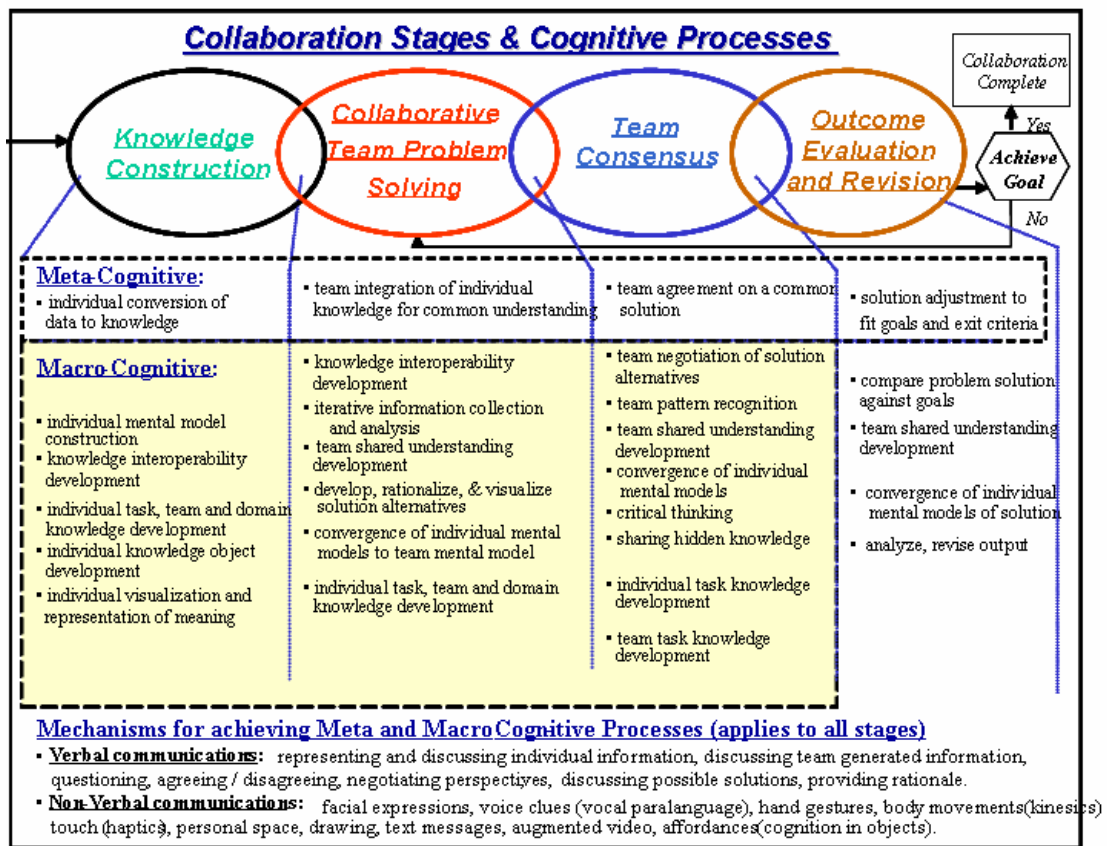 Collaboration Stages & Cognitive Processes
Knowledge
Construction
Collaborative
Team Problem
Solving
Team
Consensus
Outcome
Evaluation
and Revision
Collaboration
Complete
Yes
Achieve
Goal
No
Meta-Cognitive:
▪ individual conversion of
data to knowledge
▪ team integration of individual
knowledge for common understanding
▪ team agreement on a common
solution
▪ solution adjustment to
fit goals and exit criteria
Macro-Cognitive:
▪ individual mental model
construction
▪ knowledge interoperability
development
▪ individual task, team and domain
knowledge development
▪ individual knowledge object
development
▪ individual visualization and
representation of meaning
▪ knowledge interoperability
development
▪ iterative information collection
and analysis
▪ team shared understanding
development
▪ develop, rationalize, & visualize
solution alternatives
▪ convergence of individual mental
models to team mental model
▪ individual task, team and domain
knowledge development
▪ team negotiation of solution
alternatives
▪ team pattern recognition
▪ team shared understanding
development
▪ convergence of individual
mental models
▪ critical thinking
▪ sharing hidden knowledge
▪ individual task knowledge
development
▪ team task knowledge
development
▪ compare problem solution
against goals
▪ team shared understanding
development
▪ convergence of individual
mental models of solution
▪ analyze, revise output
Mechanisms for achieving Meta and Macro Cognitive Processes (applies to all stages)
▪ Verbal communications: representing and discussing individual information, discussing team generated information,
questioning, agreeing / disagreeing, negotiating perspectives, discussing possible solutions, providing rationale.
▪ Non-Verbal communications: facial expressions, voice clues (vocal paralanguage), hand gestures, body movements(kinesics)
touch (haptics), personal space, drawing, text messages, augmented video, affordances(cognition in objects).